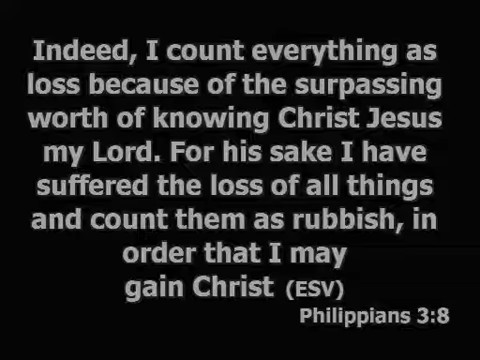 Indeed, I count everything as
loss because of the surpassing
worth of knowing Christ Jesus
my Lord. For his sake I have
suffered the loss of all things
and count them as rubbish, in
order that I may
gain Christ (ESV)
Philippians 3:8